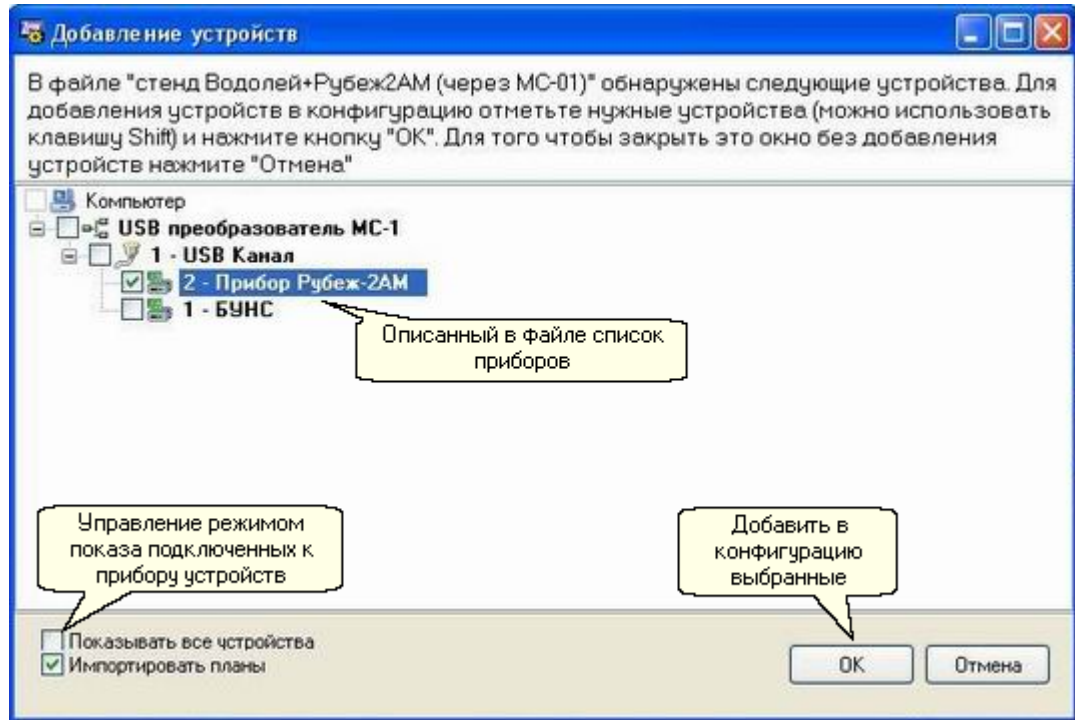 Добавление устройств
В файле "стенд Водолей+Рубеж2АМ (через МС-01)" обнаружены следующие устройства. Для
добавления устройств в конфигурацию отметьте нужные устройства (можно использовать
клавишу Shift) и нажмите кнопку "ОК". Для того чтобы закрыть это окно без добавления
устройств нажмите "Отмена"
Компьютер
USB преобразователь МС-1
1 - USB Канал
2 - Прибор Рубеж-2АМ
1 - БУНС
Описанный в файле список
приборов
Управление режимом
показа подключенных к
прибору устройств
Добавить в
конфигурацию
выбранные
Показывать все устройства
Импортировать планы
ОК
Отмена